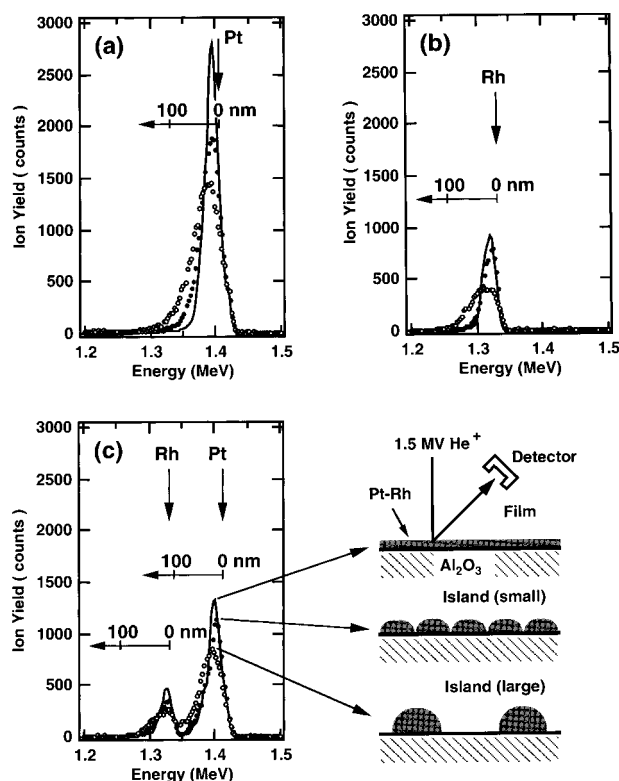 (a)
Pt
100 0 nm
Ion Yield ( counts )
3000
2500
2000
1500
1000
500
0
1.2 1.3 1.4 1.5
Energy (MeV)
(b)
Rh
100 0 nm
Ion Yield ( counts )
3000
2500
2000
1500
1000
500
0
1.2 1.3 1.4 1.5
Energy (MeV)
(c)
Rh Pt
100 0 nm
100 0 nm
Ion Yield ( counts )
3000
2500
2000
1500
1000
500
0
1.2 1.3 1.4 1.5
Energy (MeV)
1.5 MV He+
Detector
Pt-Rh
Film
Al2O3
Island (small)
Island (large)